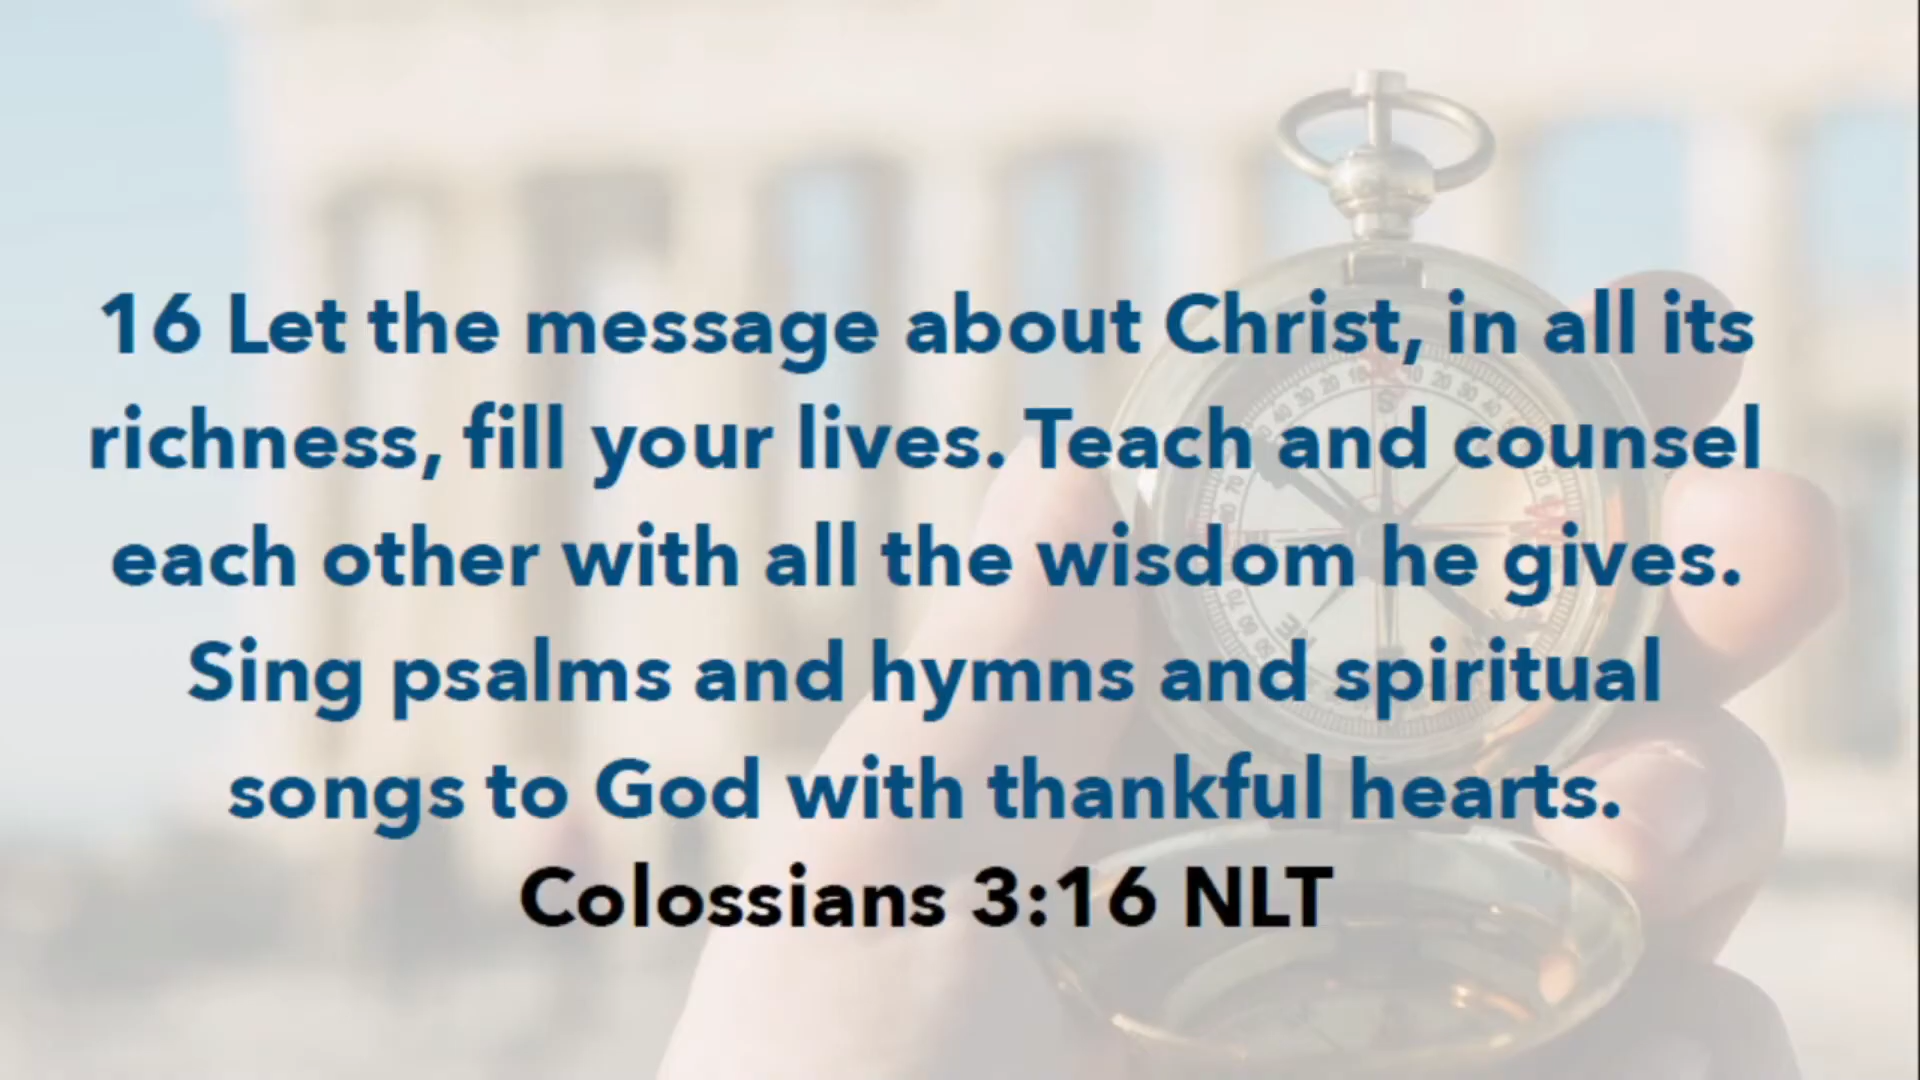 16 Let the message about Christ, in all its
richness, fill your lives. Teach and counsel
each other with all the wisdom he gives.
Sing psalms and hymns and spiritual
songs to God with thankful hearts.
Colossians 3:16 NLT